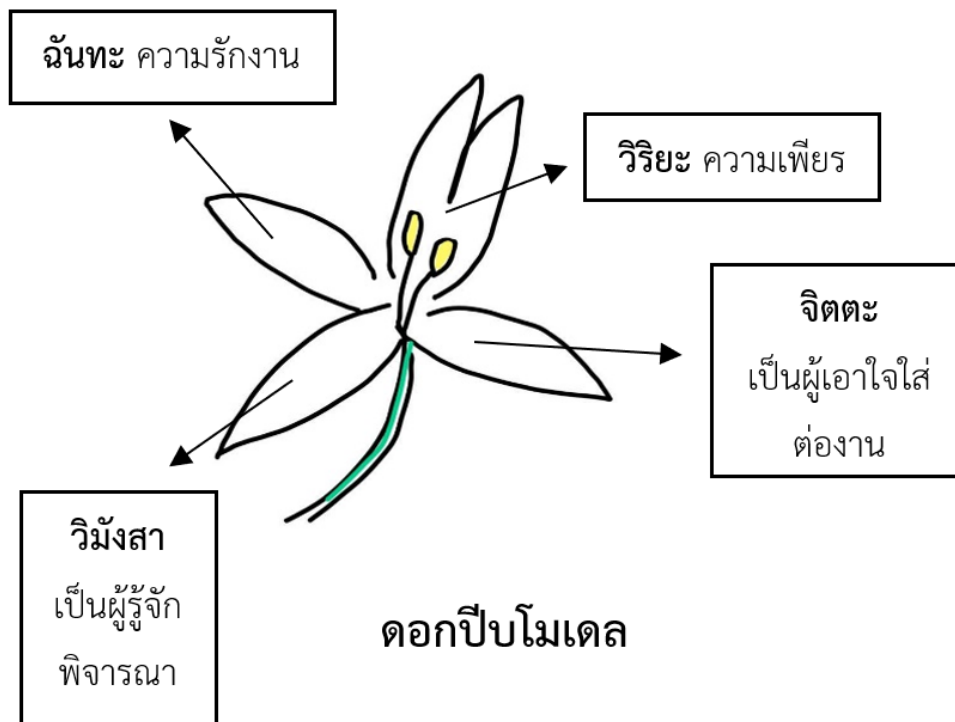 ฉันทะ ความรักงาน
วิริยะ ความเพียร
จิตตะ
เป็นผู้เอาใจใส่
ต่องาน
วิมังสา
เป็นผู้รู้จัก
พิจารณา
ดอกปีบโมเดล